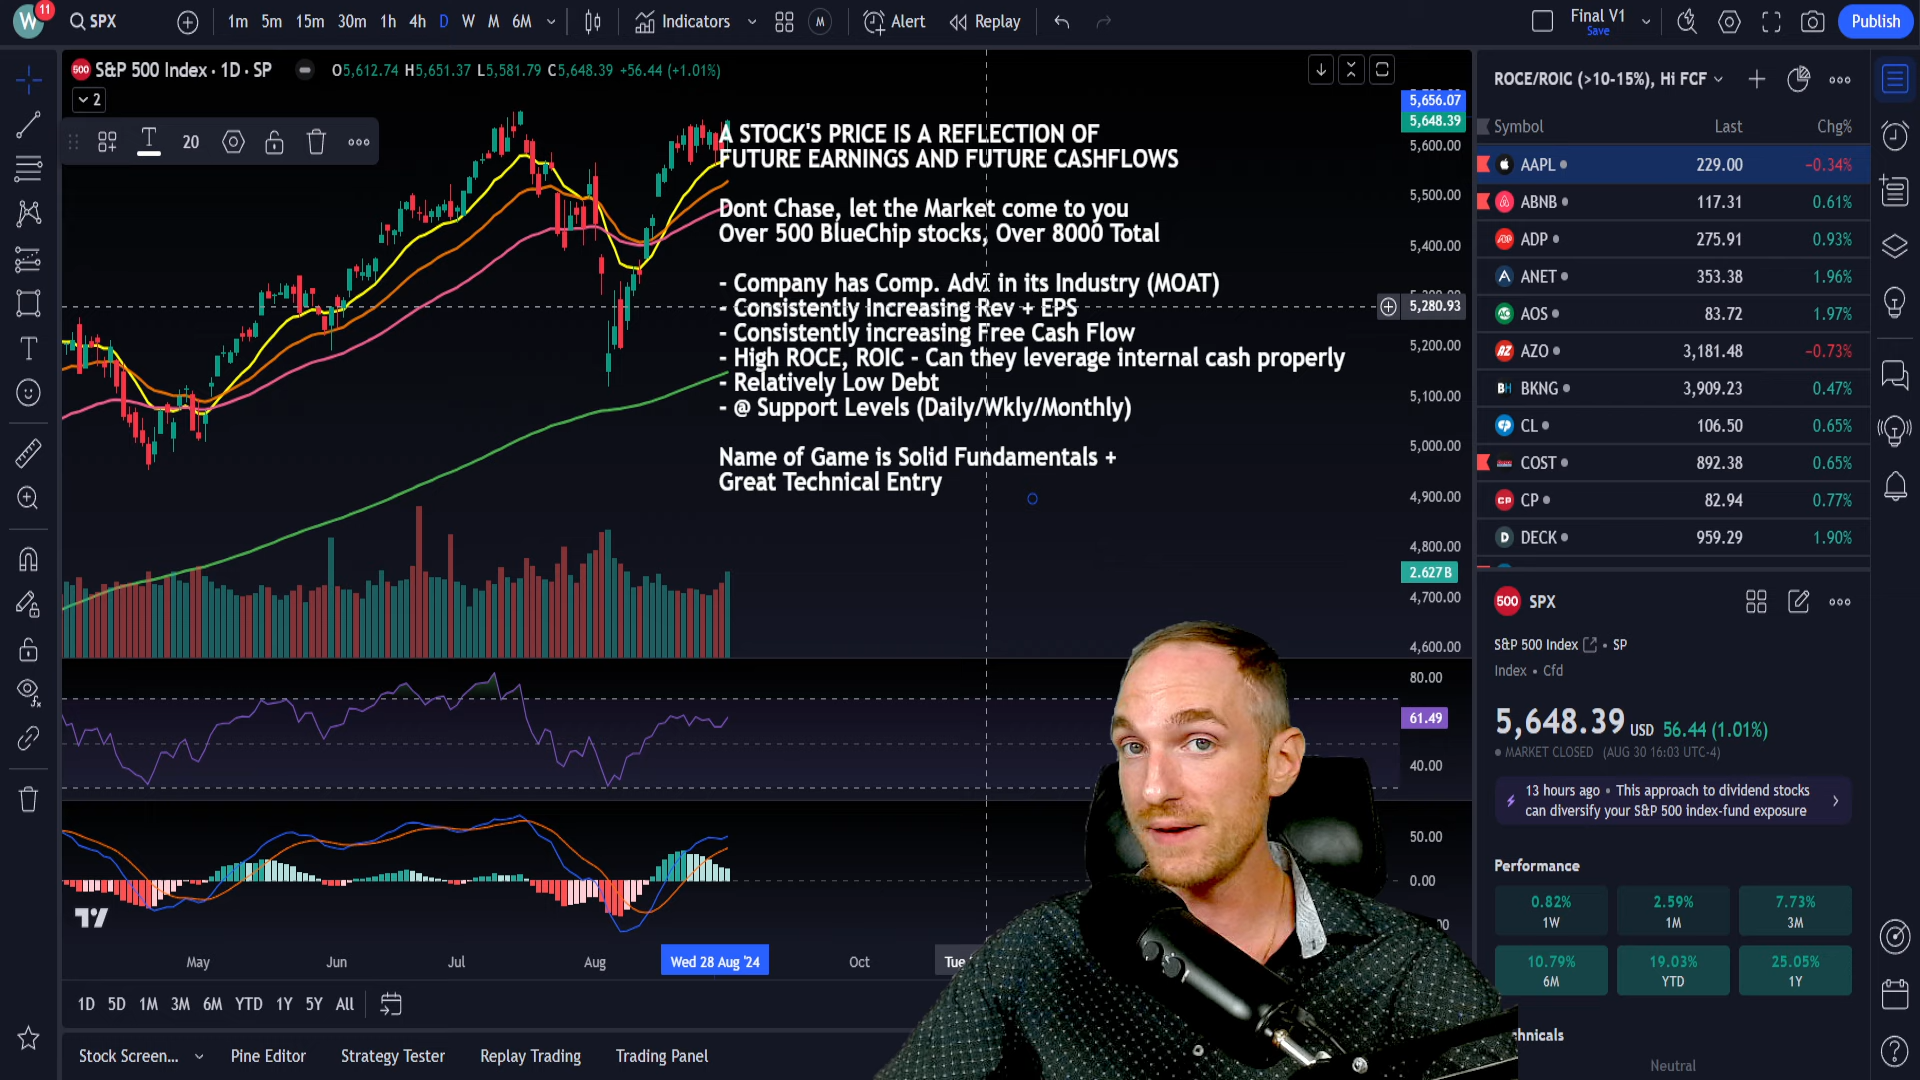 W
11
SPX
1m 5m 15m 30m 1h 4h D W M 6M
Indicators
M
Alert
Replay
Final V1
Save
Publish
500 S&P 500 Index · 1D · SP
O5,612.74 H5,651.37 L5,581.79 C5,648.39 +56.44 (+1.01%)
2
T 20
A STOCK'S PRICE IS A REFLECTION OF
FUTURE EARNINGS AND FUTURE CASHFLOWS
Dont Chase, let the Market come to you
Over 500 BlueChip stocks, Over 8000 Total
- Company has Comp. Adv. in its Industry (MOAT)
- Consistently Increasing Rev + EPS
- Consistently increasing Free Cash Flow
- High ROCE, ROIC - Can they leverage internal cash properly
- Relatively Low Debt
- @ Support Levels (Daily/Wkly/Monthly)
Name of Game is Solid Fundamentals +
Great Technical Entry
5,656.07
5,648.39
5,600.00
5,500.00
5,400.00
5,280.93
5,200.00
5,100.00
5,000.00
4,900.00
4,800.00
2.627B
4,700.00
4,600.00
80.00
61.49
40.00
50.00
0.00
May Jun Jul Aug Wed 28 Aug '24 Oct Tue
1D 5D 1M 3M 6M YTD 1Y 5Y All
Stock Screen... Pine Editor Strategy Tester Replay Trading Trading Panel
ROCE/ROIC (>10-15%), Hi FCF
Symbol Last Chg%
AAPL 229.00 −0.34%
ABNB 117.31 0.61%
ADP 275.91 0.93%
ANET 353.38 1.96%
AOS 83.72 1.97%
AZO 3,181.48 −0.73%
BKNG 3,909.23 0.47%
CL 106.50 0.65%
COST 892.38 0.65%
CP 82.94 0.77%
DECK 959.29 1.90%
500 SPX
S&P 500 Index • SP
Index • Cfd
5,648.39 USD 56.44 (1.01%)
MARKET CLOSED (AUG 30 16:03 UTC-4)
13 hours ago • This approach to dividend stocks
can diversify your S&P 500 index-fund exposure
Performance
0.82% 2.59% 7.73%
1W 1M 3M
10.79% 19.03% 25.05%
6M YTD 1Y
chnicals
Neutral